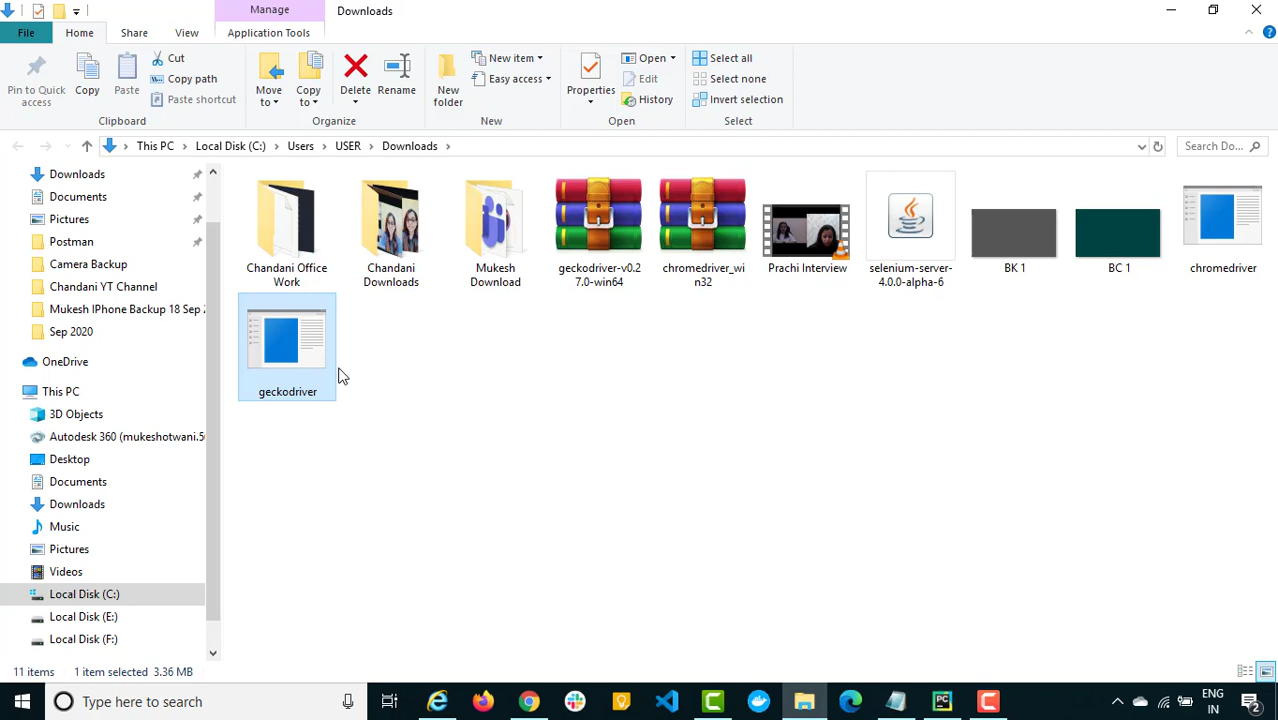 Manage
Downloads
File
Home
Share
View
Application Tools
Pin to Quick
access
Copy
Paste
Cut
Copy path
Paste shortcut
Clipboard
Move
to
Copy
to
Delete
Rename
Organize
New
folder
New item
Easy access
New
Properties
Open
Edit
History
Open
Select all
Select none
Invert selection
Select
This PC
Local Disk (C:)
Users
USER
Downloads
Search Do...
Downloads
Documents
Pictures
Postman
Camera Backup
Chandani YT Channel
Mukesh IPhone Backup 18 Sep 2
Sep 2020
OneDrive
This PC
3D Objects
Autodesk 360 (mukeshotwani.5
Desktop
Documents
Downloads
Music
Pictures
Videos
Local Disk (C:)
Local Disk (E:)
Local Disk (F:)
Chandani Office
Work
Chandani
Downloads
Mukesh
Download
geckodriver-v0.2
7.0-win64
chromedriver_wi
n32
Prachi Interview
selenium-server-
4.0.0-alpha-6
BK 1
BC 1
chromedriver
geckodriver
11 items
1 item selected 3.36 MB
Type here to search
ENG
IN
2